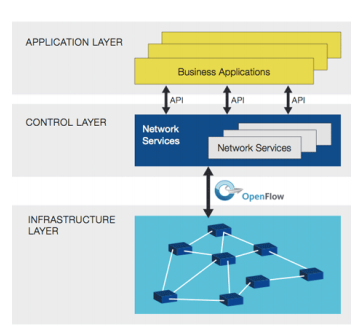 APPLICATION LAYER
Business Applications
API
API
API
CONTROL LAYER
Network
Services
Network Services
OpenFlow
INFRASTRUCTURE
LAYER